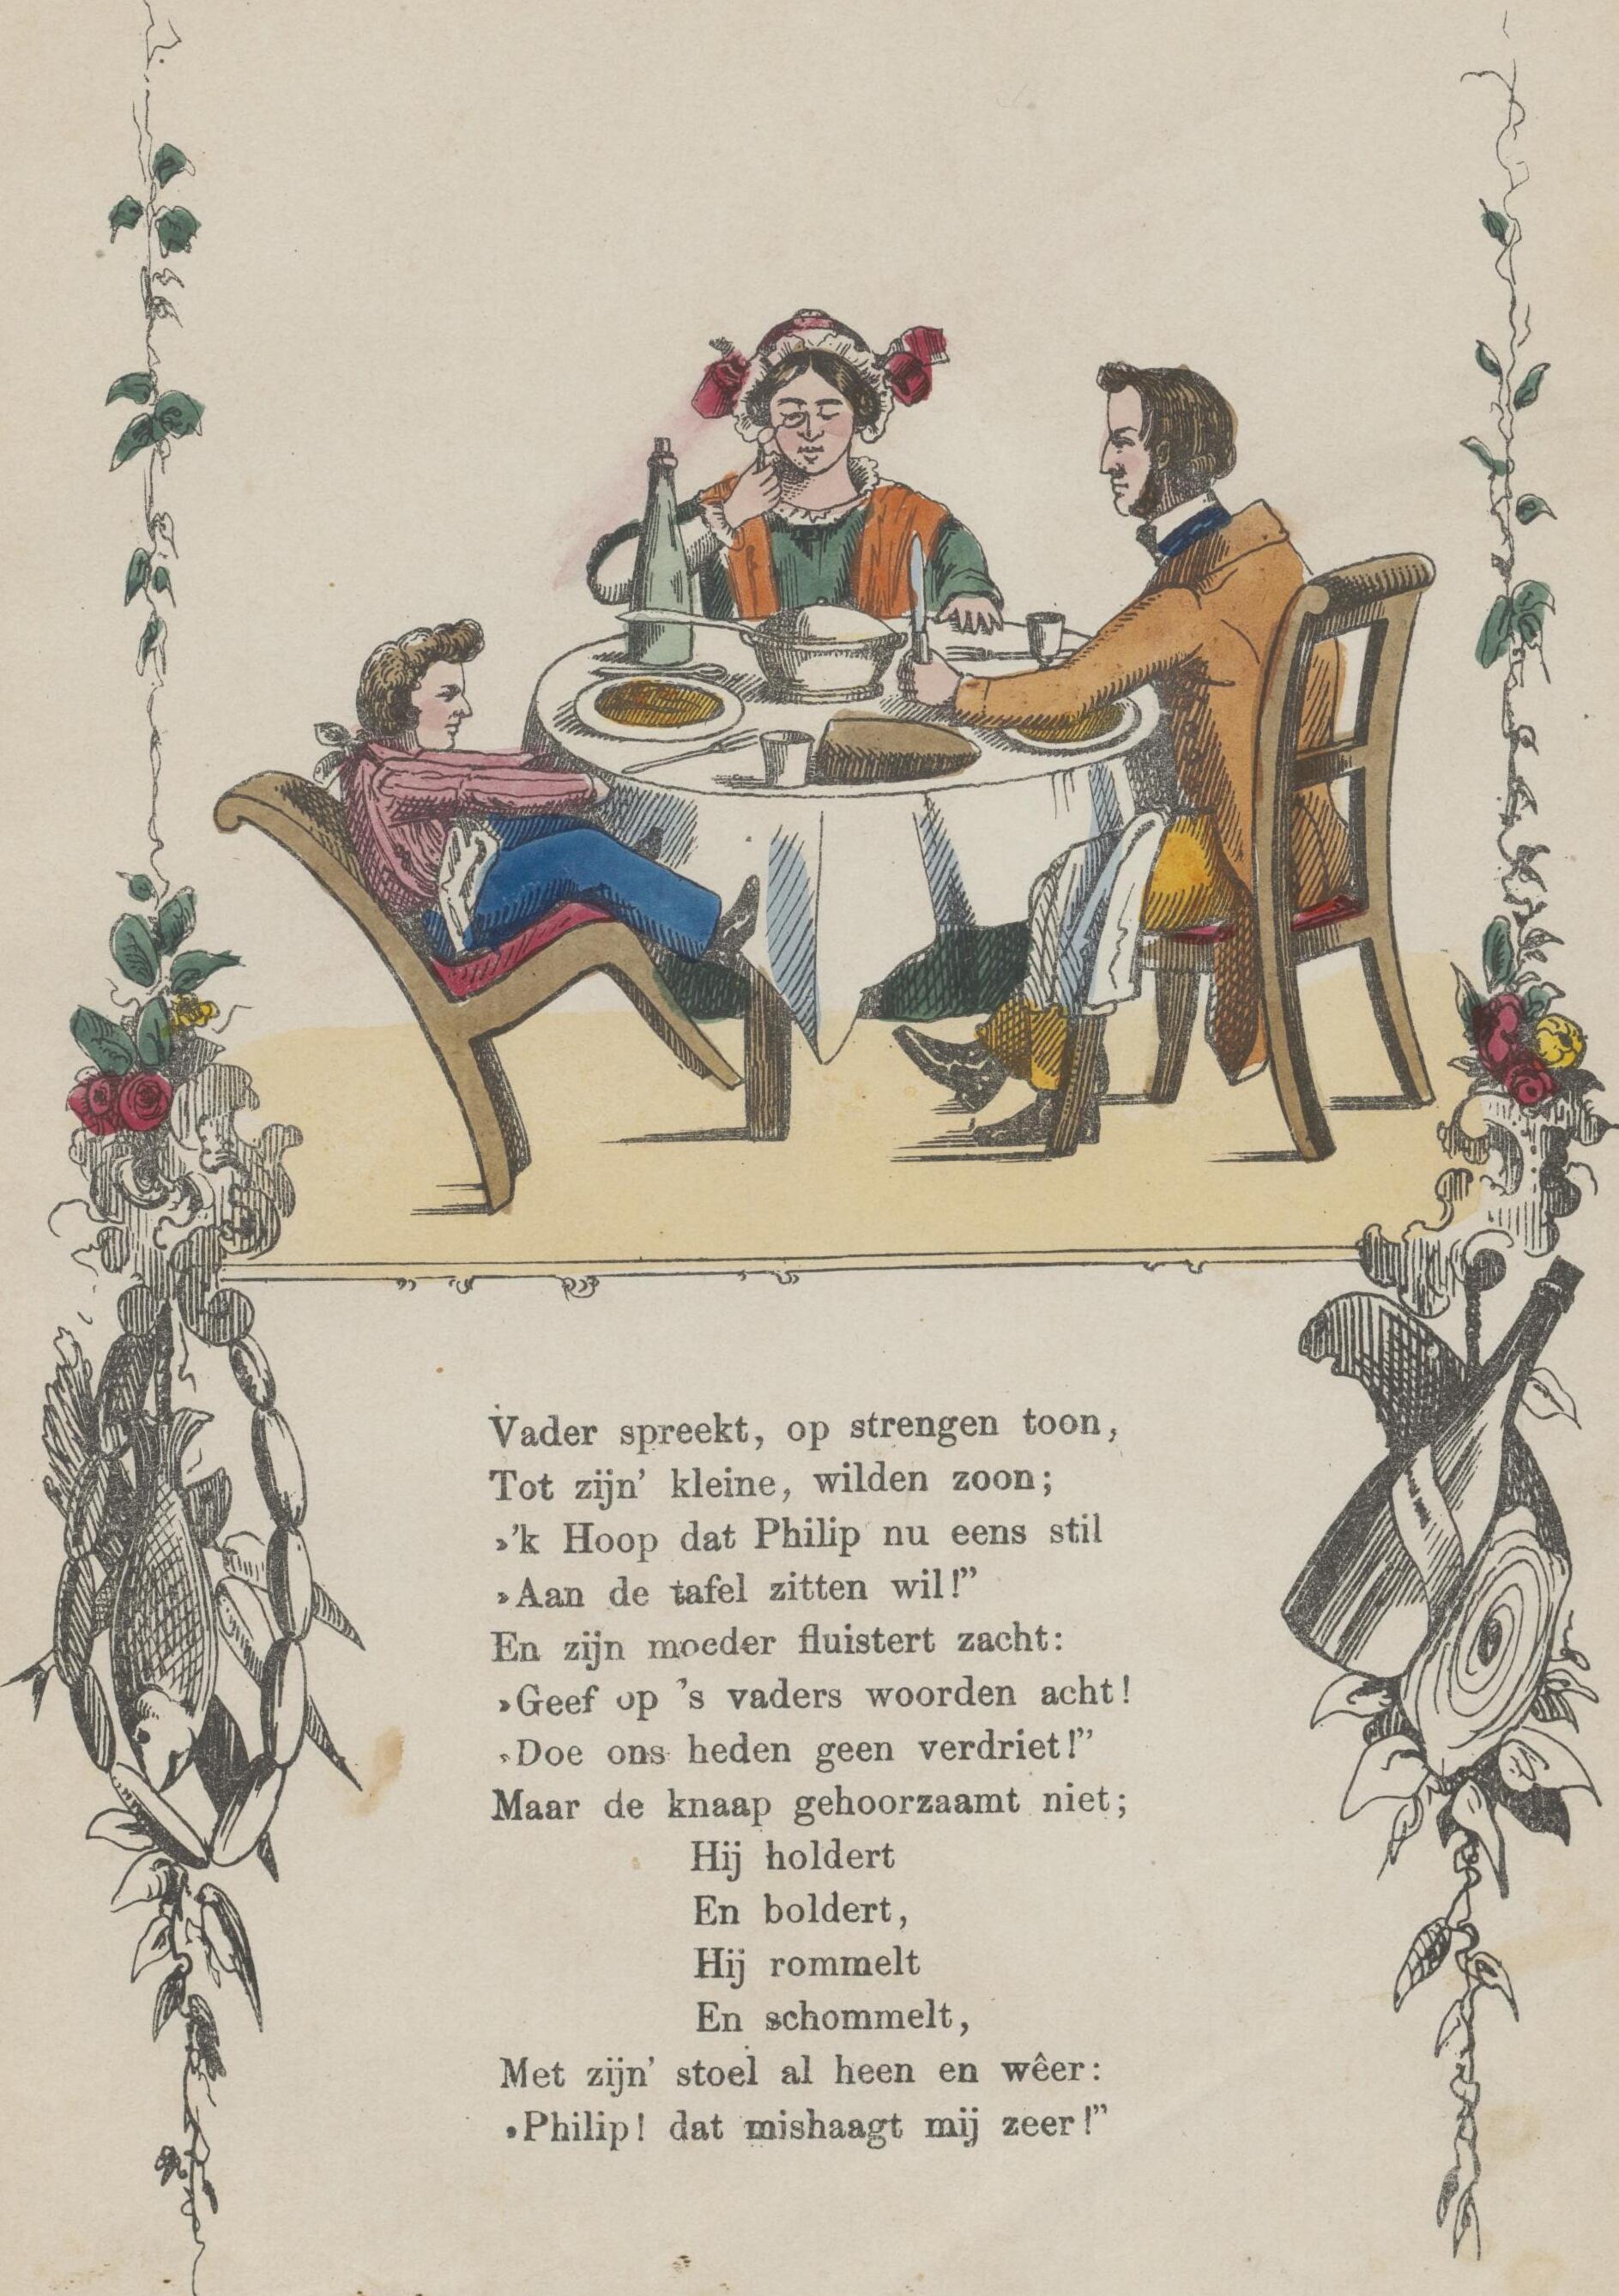 Vader spreekt, op strengen toon,
Tot zijn' kleine, wilden zoon;
»'k Hoop dat Philip nu eens stil
»Aan de tafel zitten wil!”
En zijn moeder fluistert zacht:
»Geef op 's vaders woorden acht!
»Doe ons heden geen verdriet!”
Maar de knaap gehoorzaamt niet;
Hij holdert
En boldert,
Hij rommelt
En schommelt,
Met zijn' stoel al heen en wêer:
»Philip! dat mishaagt mij zeer!”